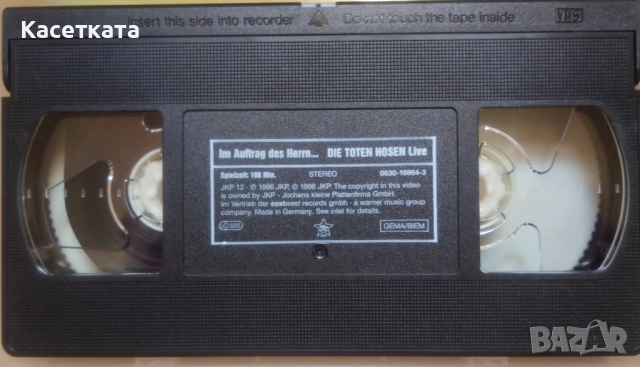 Insert this side into recorder Do not touch the tape inside VHS
Касетката
Im Auftrag des Herrn... DIE TOTEN HOSEN Live
Spielzeit: 108 Min. STEREO 0630-16964-3
JKP 12 · ℗ 1996 JKP, © 1996 JKP. The copyright in this video
is owned by JKP - Jochens kleine Plattenfirma GmbH.
Im Vertrieb der eastwest records gmbh · a warner music group
company. Made in Germany. See inlet for details.
GEMA/BIEM
BAZAR
bg